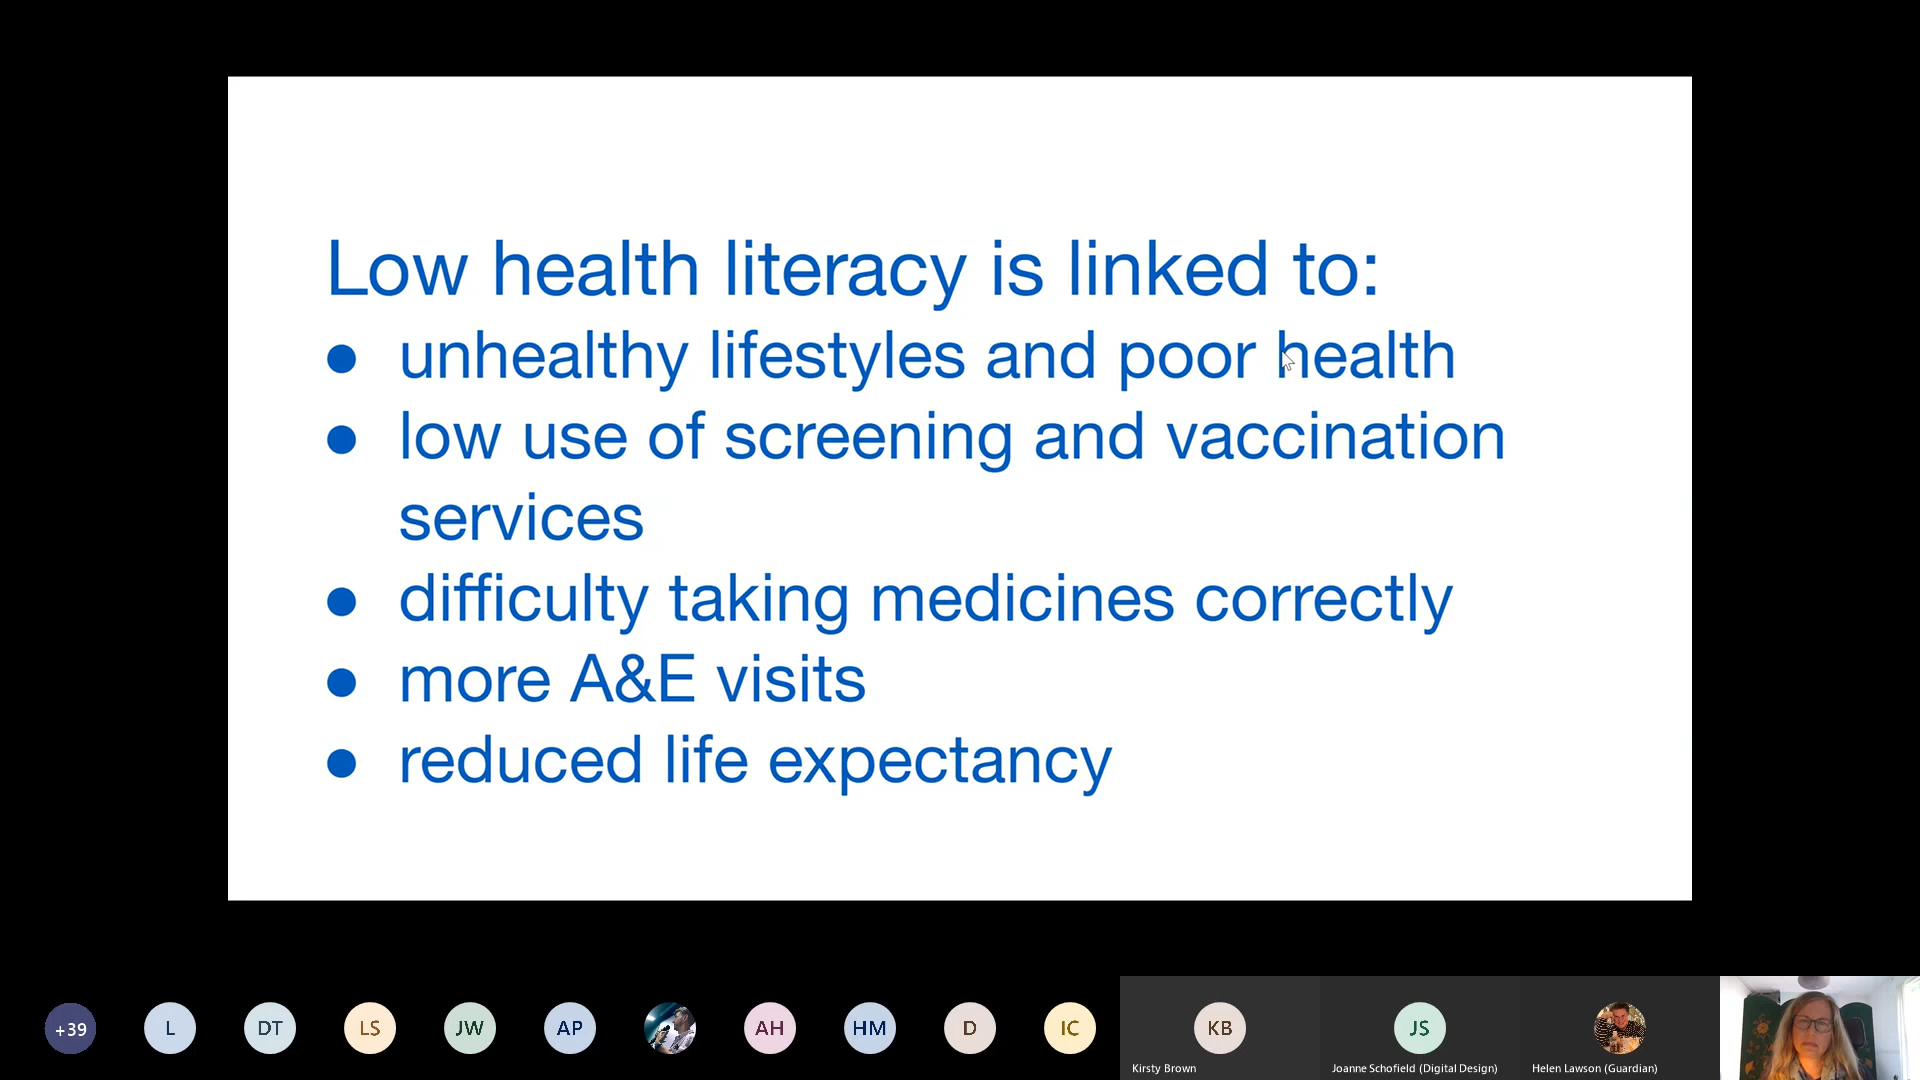 Low health literacy is linked to:
● unhealthy lifestyles and poor health
● low use of screening and vaccination
services
● difficulty taking medicines correctly
● more A&E visits
● reduced life expectancy
+39
L
DT
LS
JW
AP
AH
HM
D
IC
KB
JS
Kirsty Brown
Joanne Schofield (Digital Design)
Helen Lawson (Guardian)